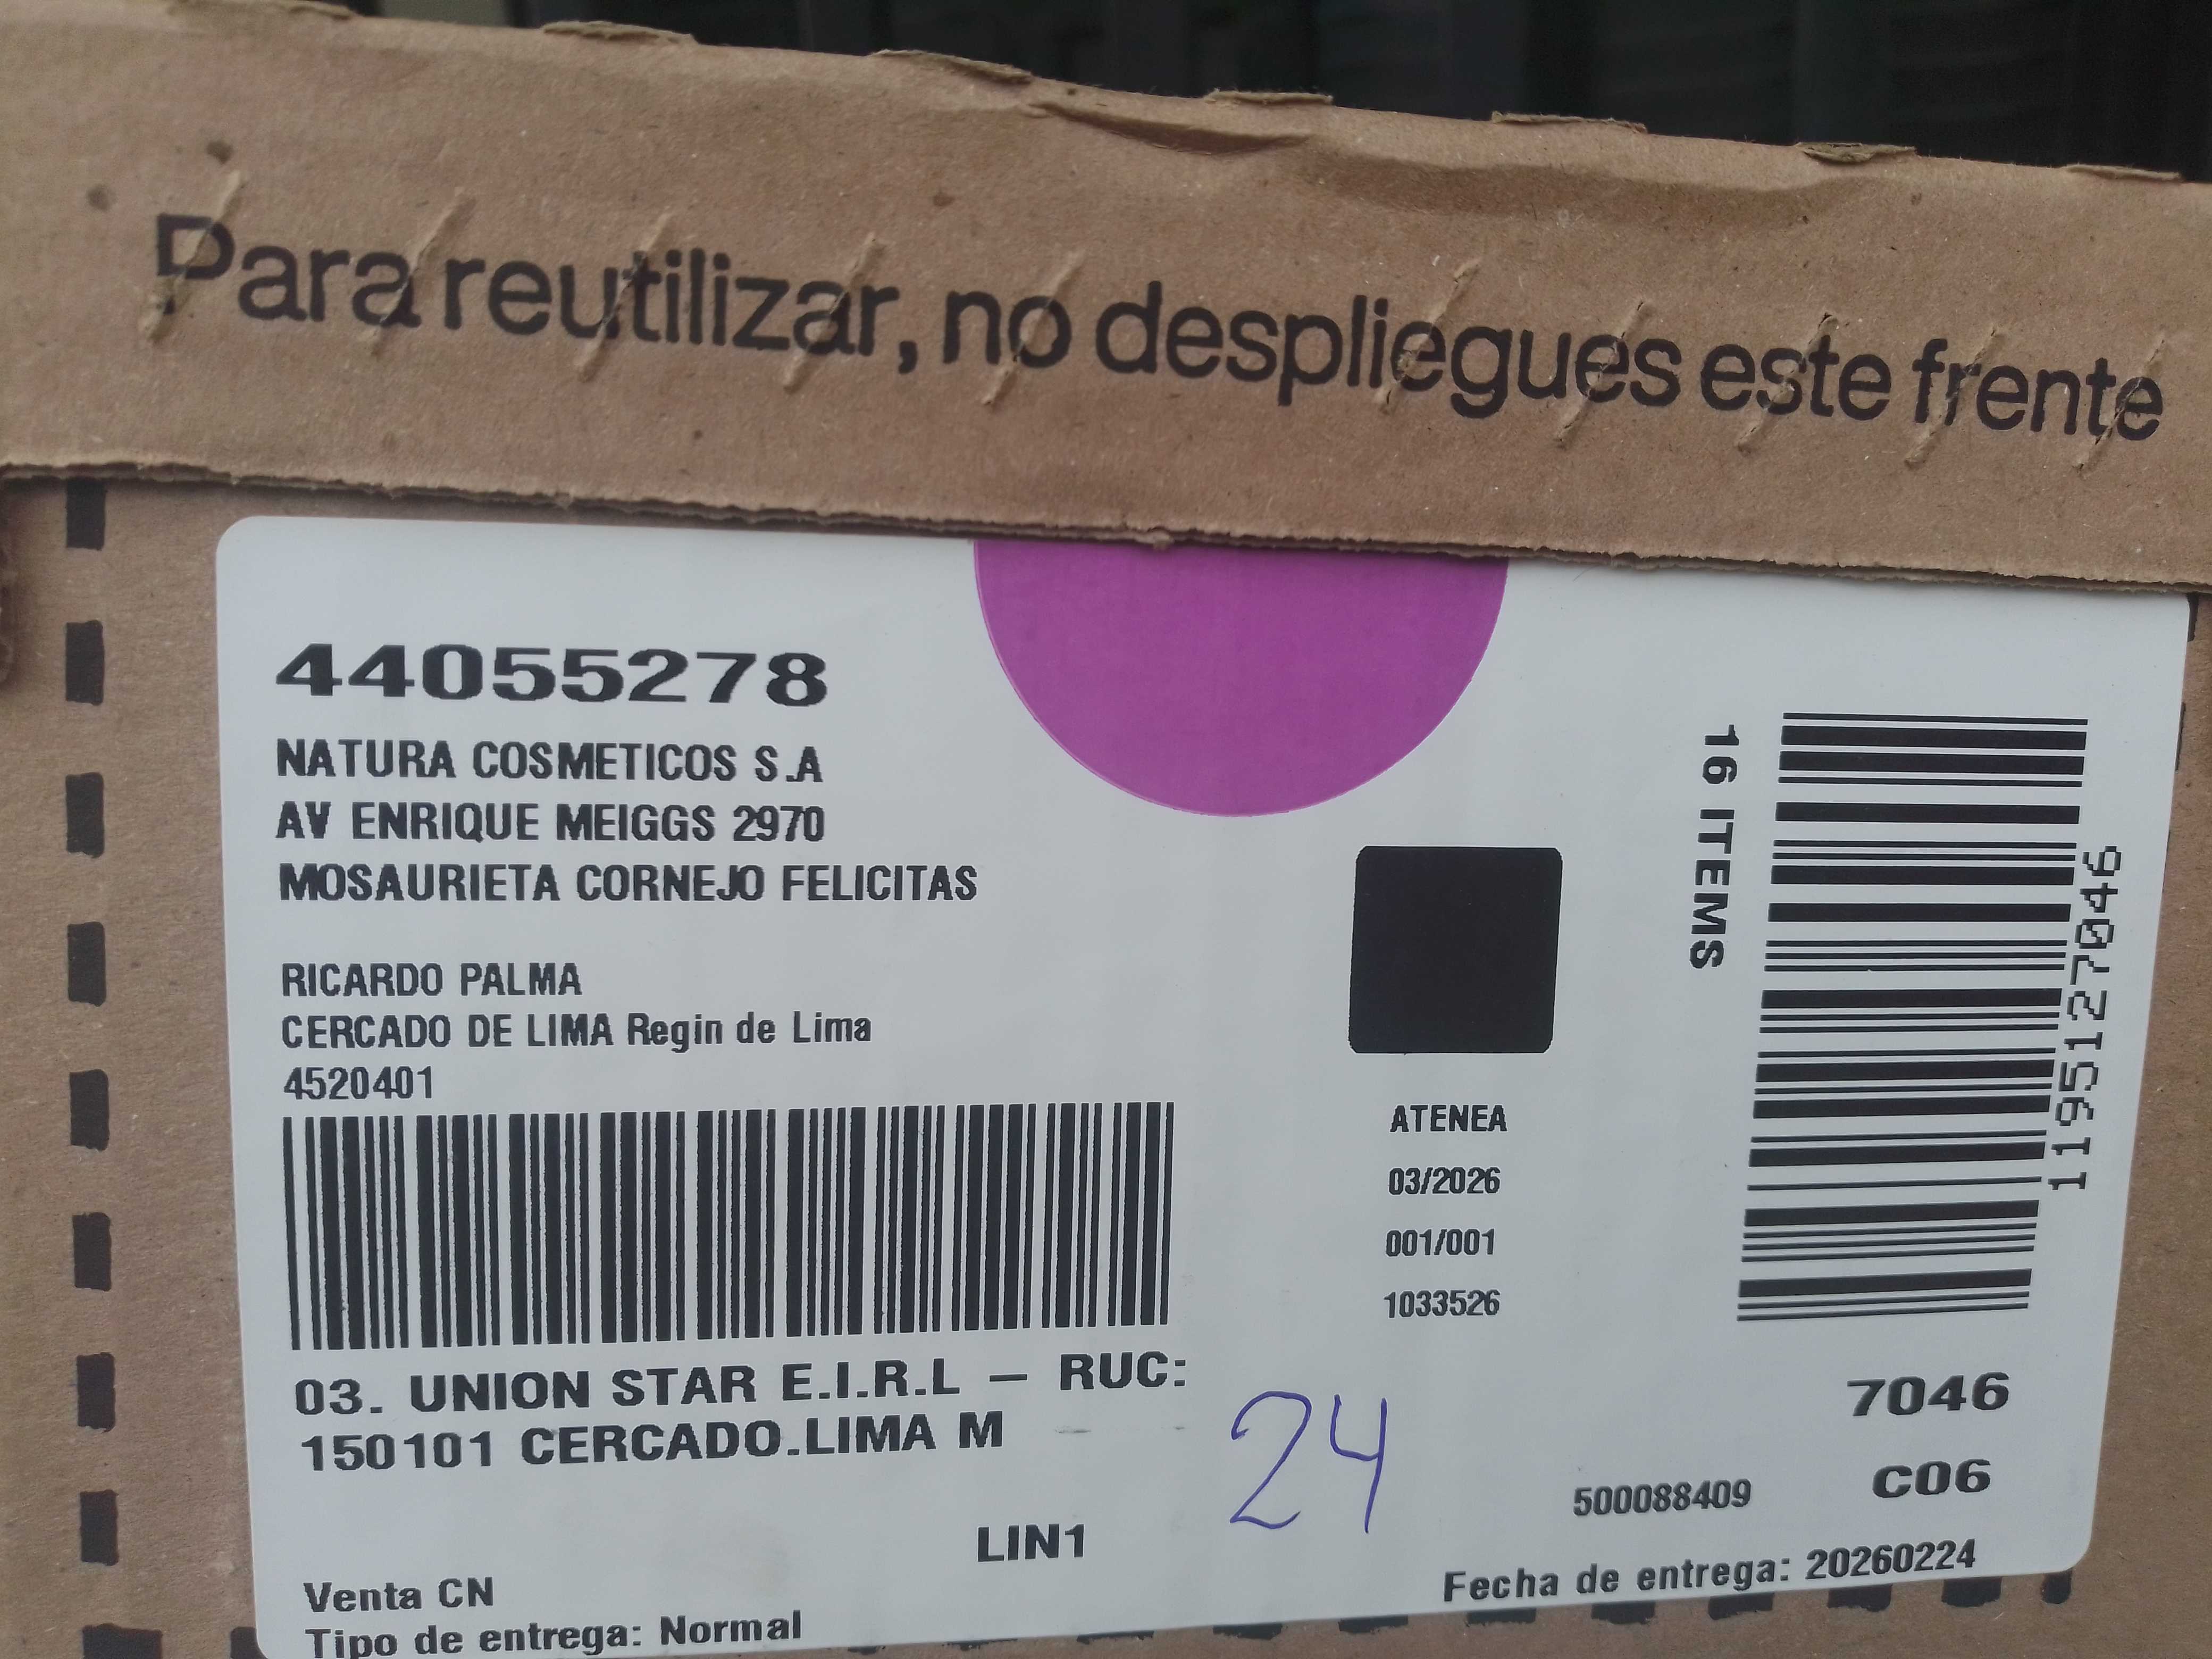 Para reutilizar, no despliegues este frente
44055278
NATURA COSMETICOS S.A
AV ENRIQUE MEIGGS 2970
MOSAURIETA CORNEJO FELICITAS
RICARDO PALMA
CERCADO DE LIMA Regin de Lima
4520401
03. UNION STAR E.I.R.L – RUC:
150101 CERCADO.LIMA M
LIN1
Venta CN
Tipo de entrega: Normal
24
ATENEA
03/2026
001/001
1033526
16 ITEMS
1195127046
7046
C06
500088409
Fecha de entrega: 20260224